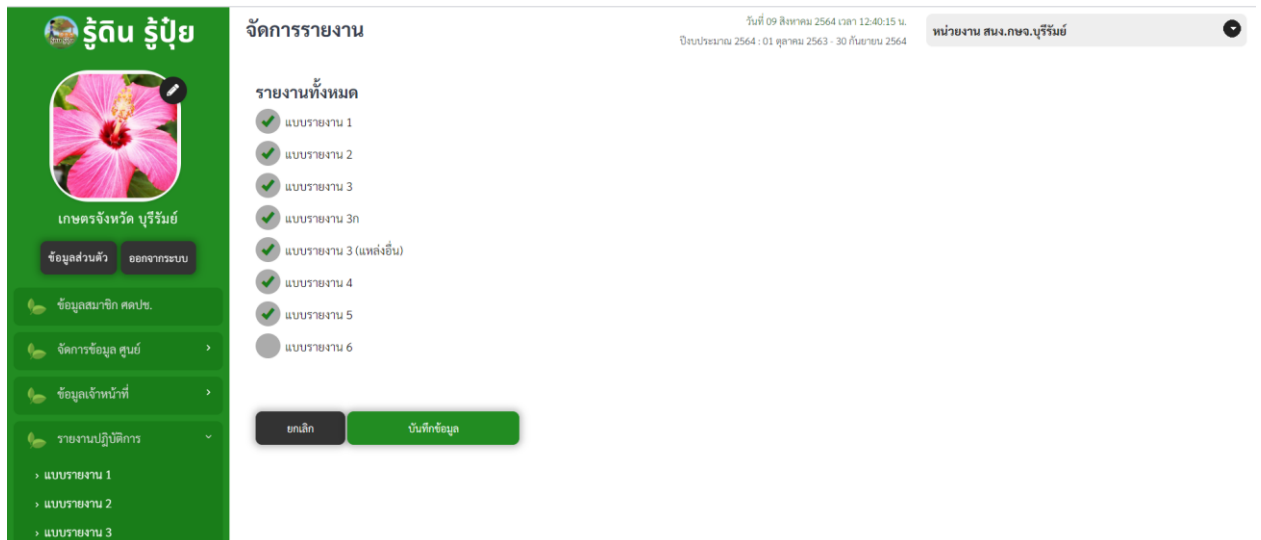 รู้ดิน รู้ปุ๋ย
เกษตรจังหวัด บุรีรัมย์
ข้อมูลส่วนตัว
ออกจากระบบ
ข้อมูลสมาชิก ศดปช.
จัดการข้อมูล ศูนย์
ข้อมูลเจ้าหน้าที่
รายงานปฎิบัติการ
แบบรายงาน 1
แบบรายงาน 2
แบบรายงาน 3
จัดการรายงาน
วันที่ 09 สิงหาคม 2564 เวลา 12:40:15 น.
ปีงบประมาณ 2564 : 01 ตุลาคม 2563 - 30 กันยายน 2564
หน่วยงาน สนง.กษจ.บุรีรัมย์
รายงานทั้งหมด
แบบรายงาน 1
แบบรายงาน 2
แบบรายงาน 3
แบบรายงาน 3ก
แบบรายงาน 3 (แหล่งอื่น)
แบบรายงาน 4
แบบรายงาน 5
แบบรายงาน 6
ยกเลิก
บันทึกข้อมูล